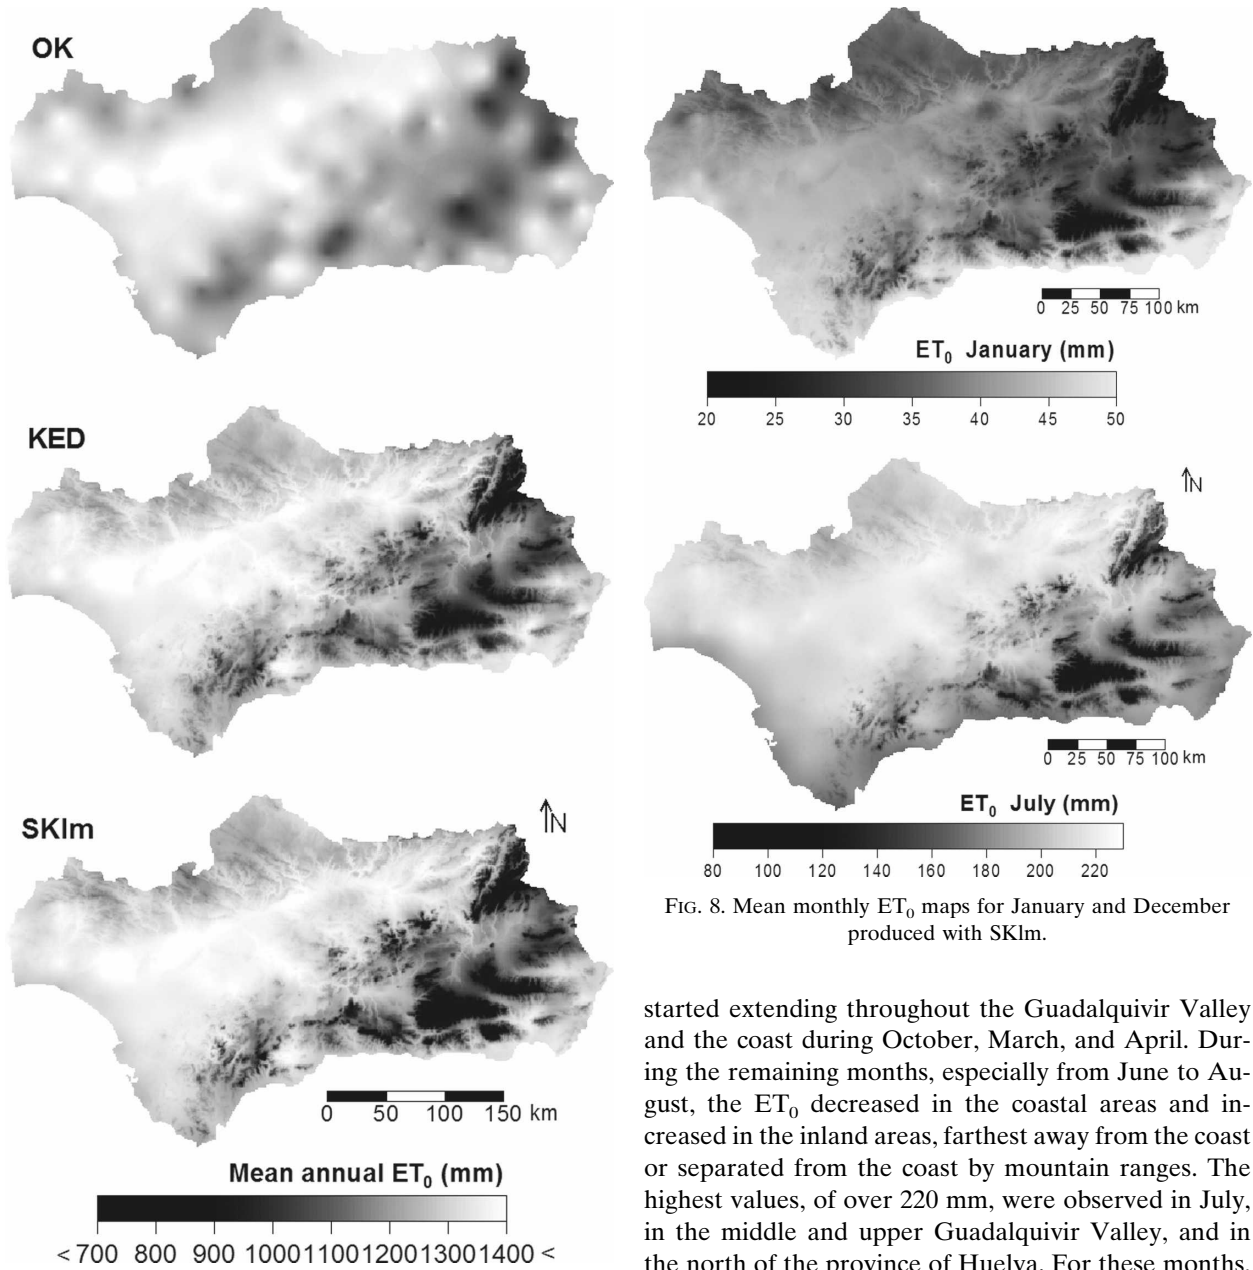 OK
KED
SKlm
N
0 50 100 150 km
Mean annual ET0 (mm)
< 700 800 900 1000 1100 1200 1300 1400 <
0 25 50 75 100 km
ET0 January (mm)
20 25 30 35 40 45 50
N
0 25 50 75 100 km
ET0 July (mm)
80 100 120 140 160 180 200 220
FIG. 8. Mean monthly ET0 maps for January and December
produced with SKlm.
started extending throughout the Guadalquivir Valley
and the coast during October, March, and April. Dur-
ing the remaining months, especially from June to Au-
gust, the ET0 decreased in the coastal areas and in-
creased in the inland areas, farthest away from the coast
or separated from the coast by mountain ranges. The
highest values, of over 220 mm, were observed in July,
in the middle and upper Guadalquivir Valley, and in
the north of the province of Huelva. For these months,